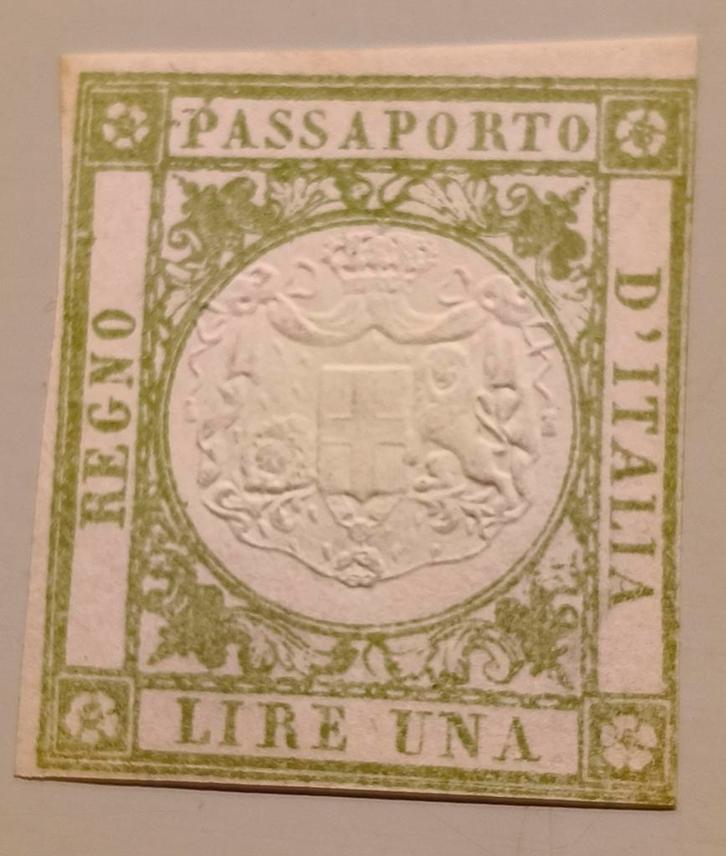 PASSAPORTO
REGNO
D'ITALIA
LIRE UNA